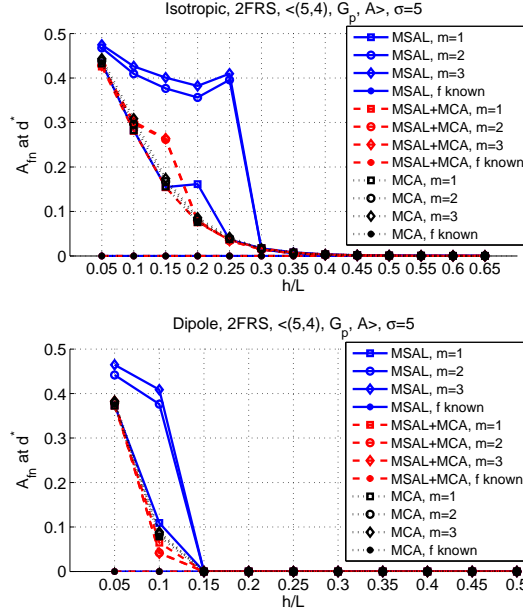 Isotropic, 2FRS, <(5,4), G_p, A>, σ=5
A_fn at d^*
0.5
0.4
0.3
0.2
0.1
0
0.05 0.1 0.15 0.2 0.25 0.3 0.35 0.4 0.45 0.5 0.55 0.6 0.65
h/L
MSAL, m=1
MSAL, m=2
MSAL, m=3
MSAL, f known
MSAL+MCA, m=1
MSAL+MCA, m=2
MSAL+MCA, m=3
MSAL+MCA, f known
MCA, m=1
MCA, m=2
MCA, m=3
MCA, f known
Dipole, 2FRS, <(5,4), G_p, A>, σ=5
A_fn at d^*
0.5
0.4
0.3
0.2
0.1
0
0.05 0.1 0.15 0.2 0.25 0.3 0.35 0.4 0.45 0.5
h/L
MSAL, m=1
MSAL, m=2
MSAL, m=3
MSAL, f known
MSAL+MCA, m=1
MSAL+MCA, m=2
MSAL+MCA, m=3
MSAL+MCA, f known
MCA, m=1
MCA, m=2
MCA, m=3
MCA, f known